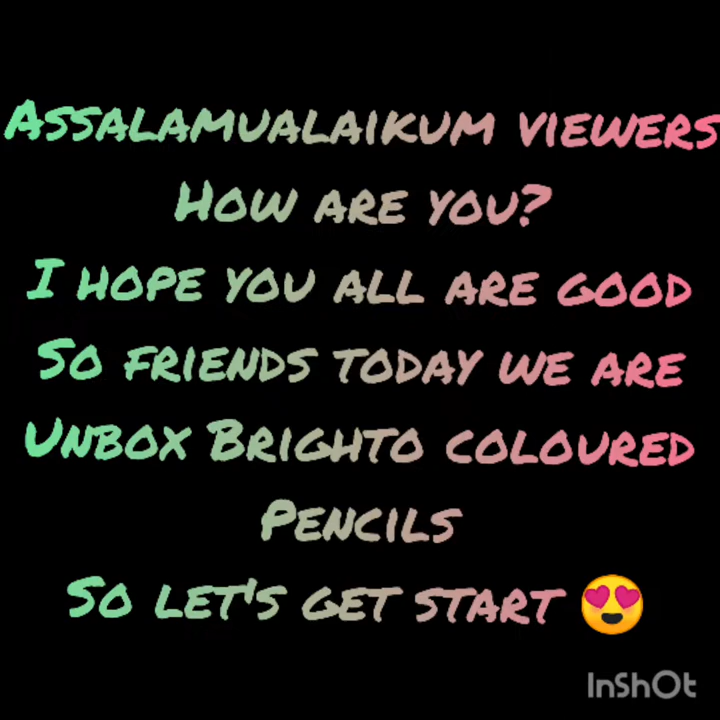 Assalamualaikum viewers
How are you?
I hope you all are good
So friends today we are
Unbox Brighto coloured
Pencils
So let's get start 😍
InShOt